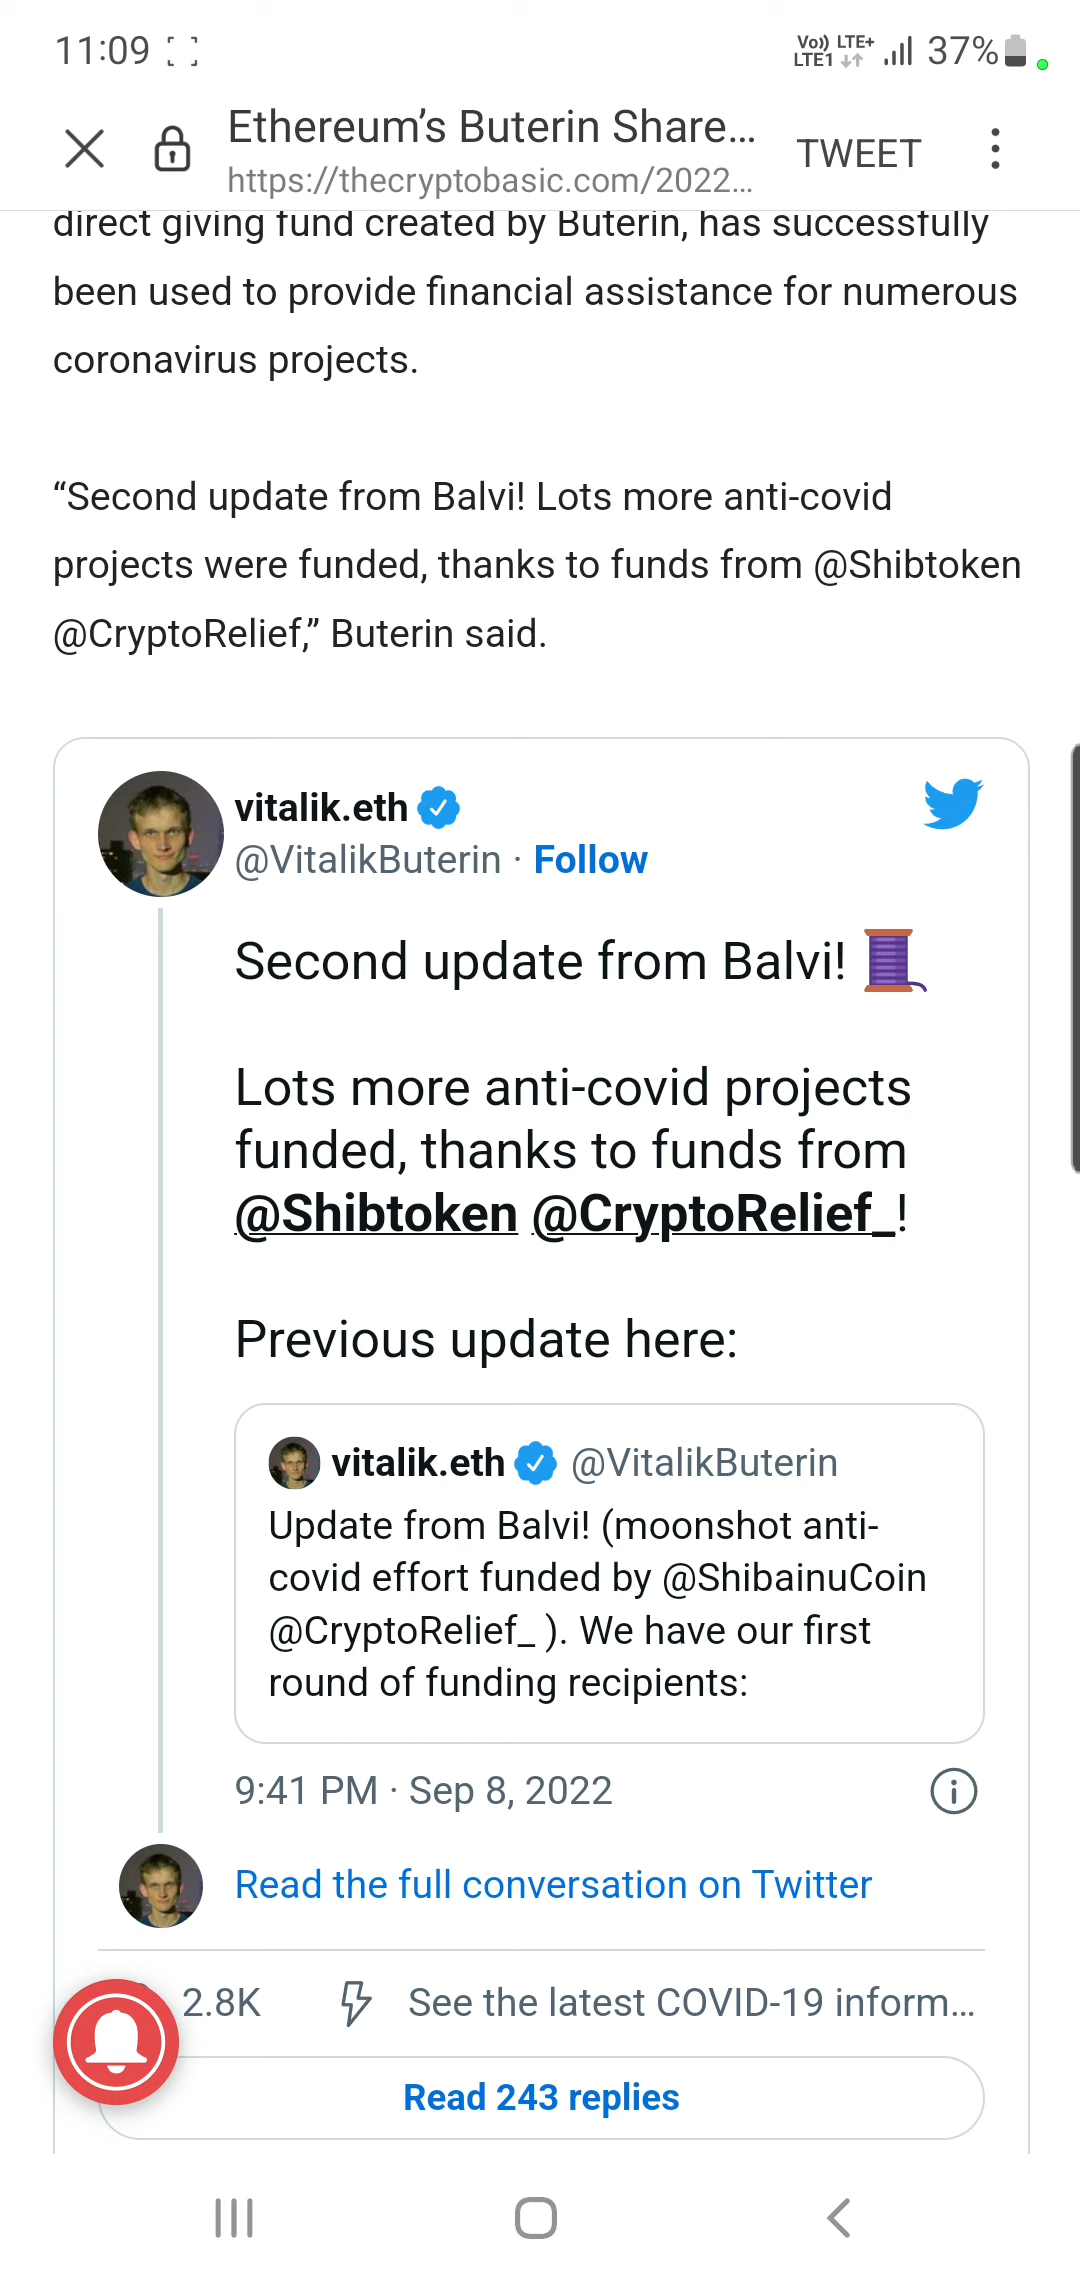 11:09
Vo)) LTE+
LTE1
37%
Ethereum’s Buterin Share...
https://thecryptobasic.com/2022...
TWEET
direct giving fund created by Buterin, has successfully
been used to provide financial assistance for numerous
coronavirus projects.
“Second update from Balvi! Lots more anti-covid
projects were funded, thanks to funds from @Shibtoken
@CryptoRelief,” Buterin said.
vitalik.eth
@VitalikButerin · Follow
Second update from Balvi!
Lots more anti-covid projects
funded, thanks to funds from
@Shibtoken @CryptoRelief_!
Previous update here:
vitalik.eth @VitalikButerin
Update from Balvi! (moonshot anti-
covid effort funded by @ShibainuCoin
@CryptoRelief_ ). We have our first
round of funding recipients:
9:41 PM · Sep 8, 2022
Read the full conversation on Twitter
2.8K
See the latest COVID-19 inform...
Read 243 replies